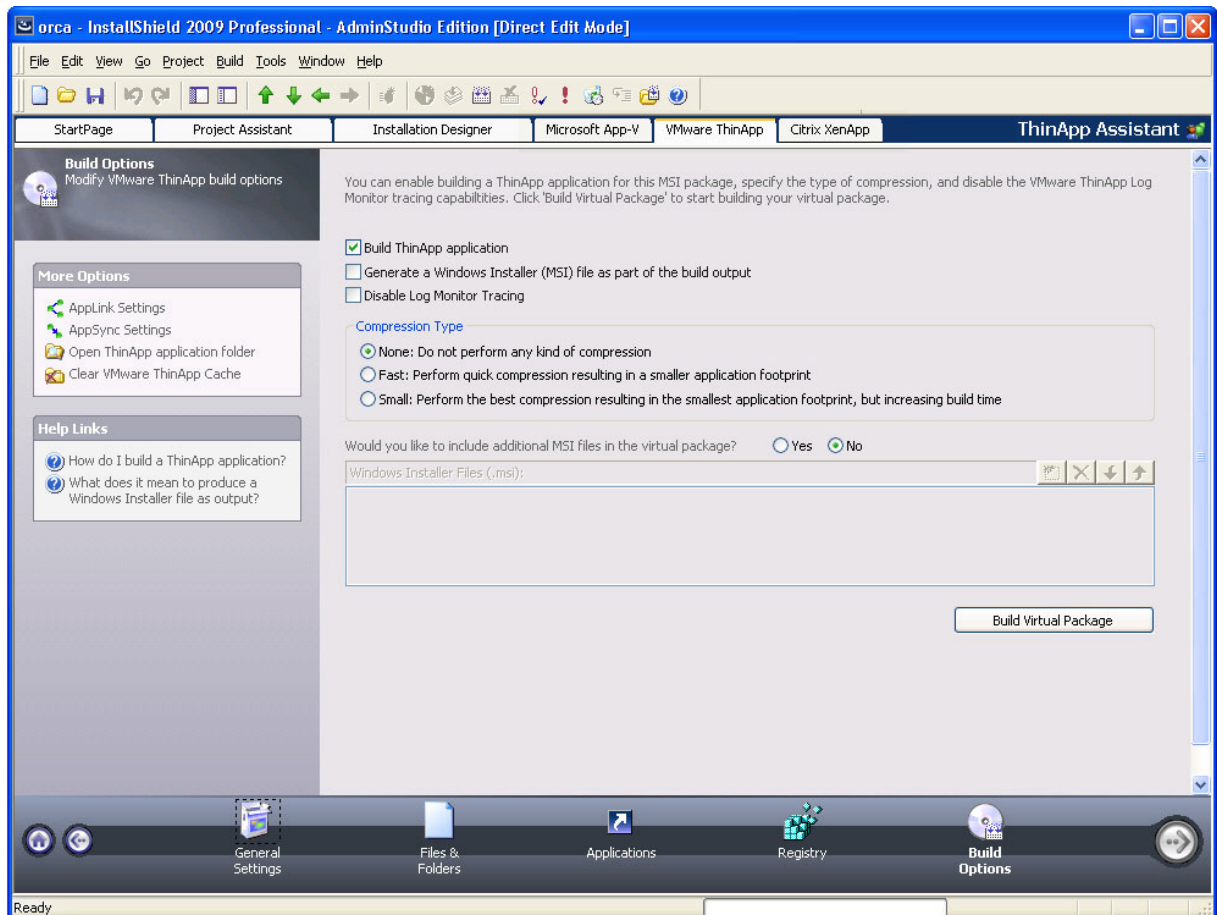 orca - InstallShield 2009 Professional - AdminStudio Edition [Direct Edit Mode]
File Edit View Go Project Build Tools Window Help
StartPage Project Assistant Installation Designer Microsoft App-V VMware ThinApp Citrix XenApp ThinApp Assistant
Build Options
Modify VMware ThinApp build options
More Options
AppLink Settings
AppSync Settings
Open ThinApp application folder
Clear VMware ThinApp Cache
Help Links
How do I build a ThinApp application?
What does it mean to produce a
Windows Installer file as output?
You can enable building a ThinApp application for this MSI package, specify the type of compression, and disable the VMware ThinApp Log
Monitor tracing capabiltities. Click 'Build Virtual Package' to start building your virtual package.
Build ThinApp application
Generate a Windows Installer (MSI) file as part of the build output
Disable Log Monitor Tracing
Compression Type
None: Do not perform any kind of compression
Fast: Perform quick compression resulting in a smaller application footprint
Small: Perform the best compression resulting in the smallest application footprint, but increasing build time
Would you like to include additional MSI files in the virtual package? Yes No
Windows Installer Files (.msi):
Build Virtual Package
General
Settings
Files &
Folders
Applications
Registry
Build
Options
Ready